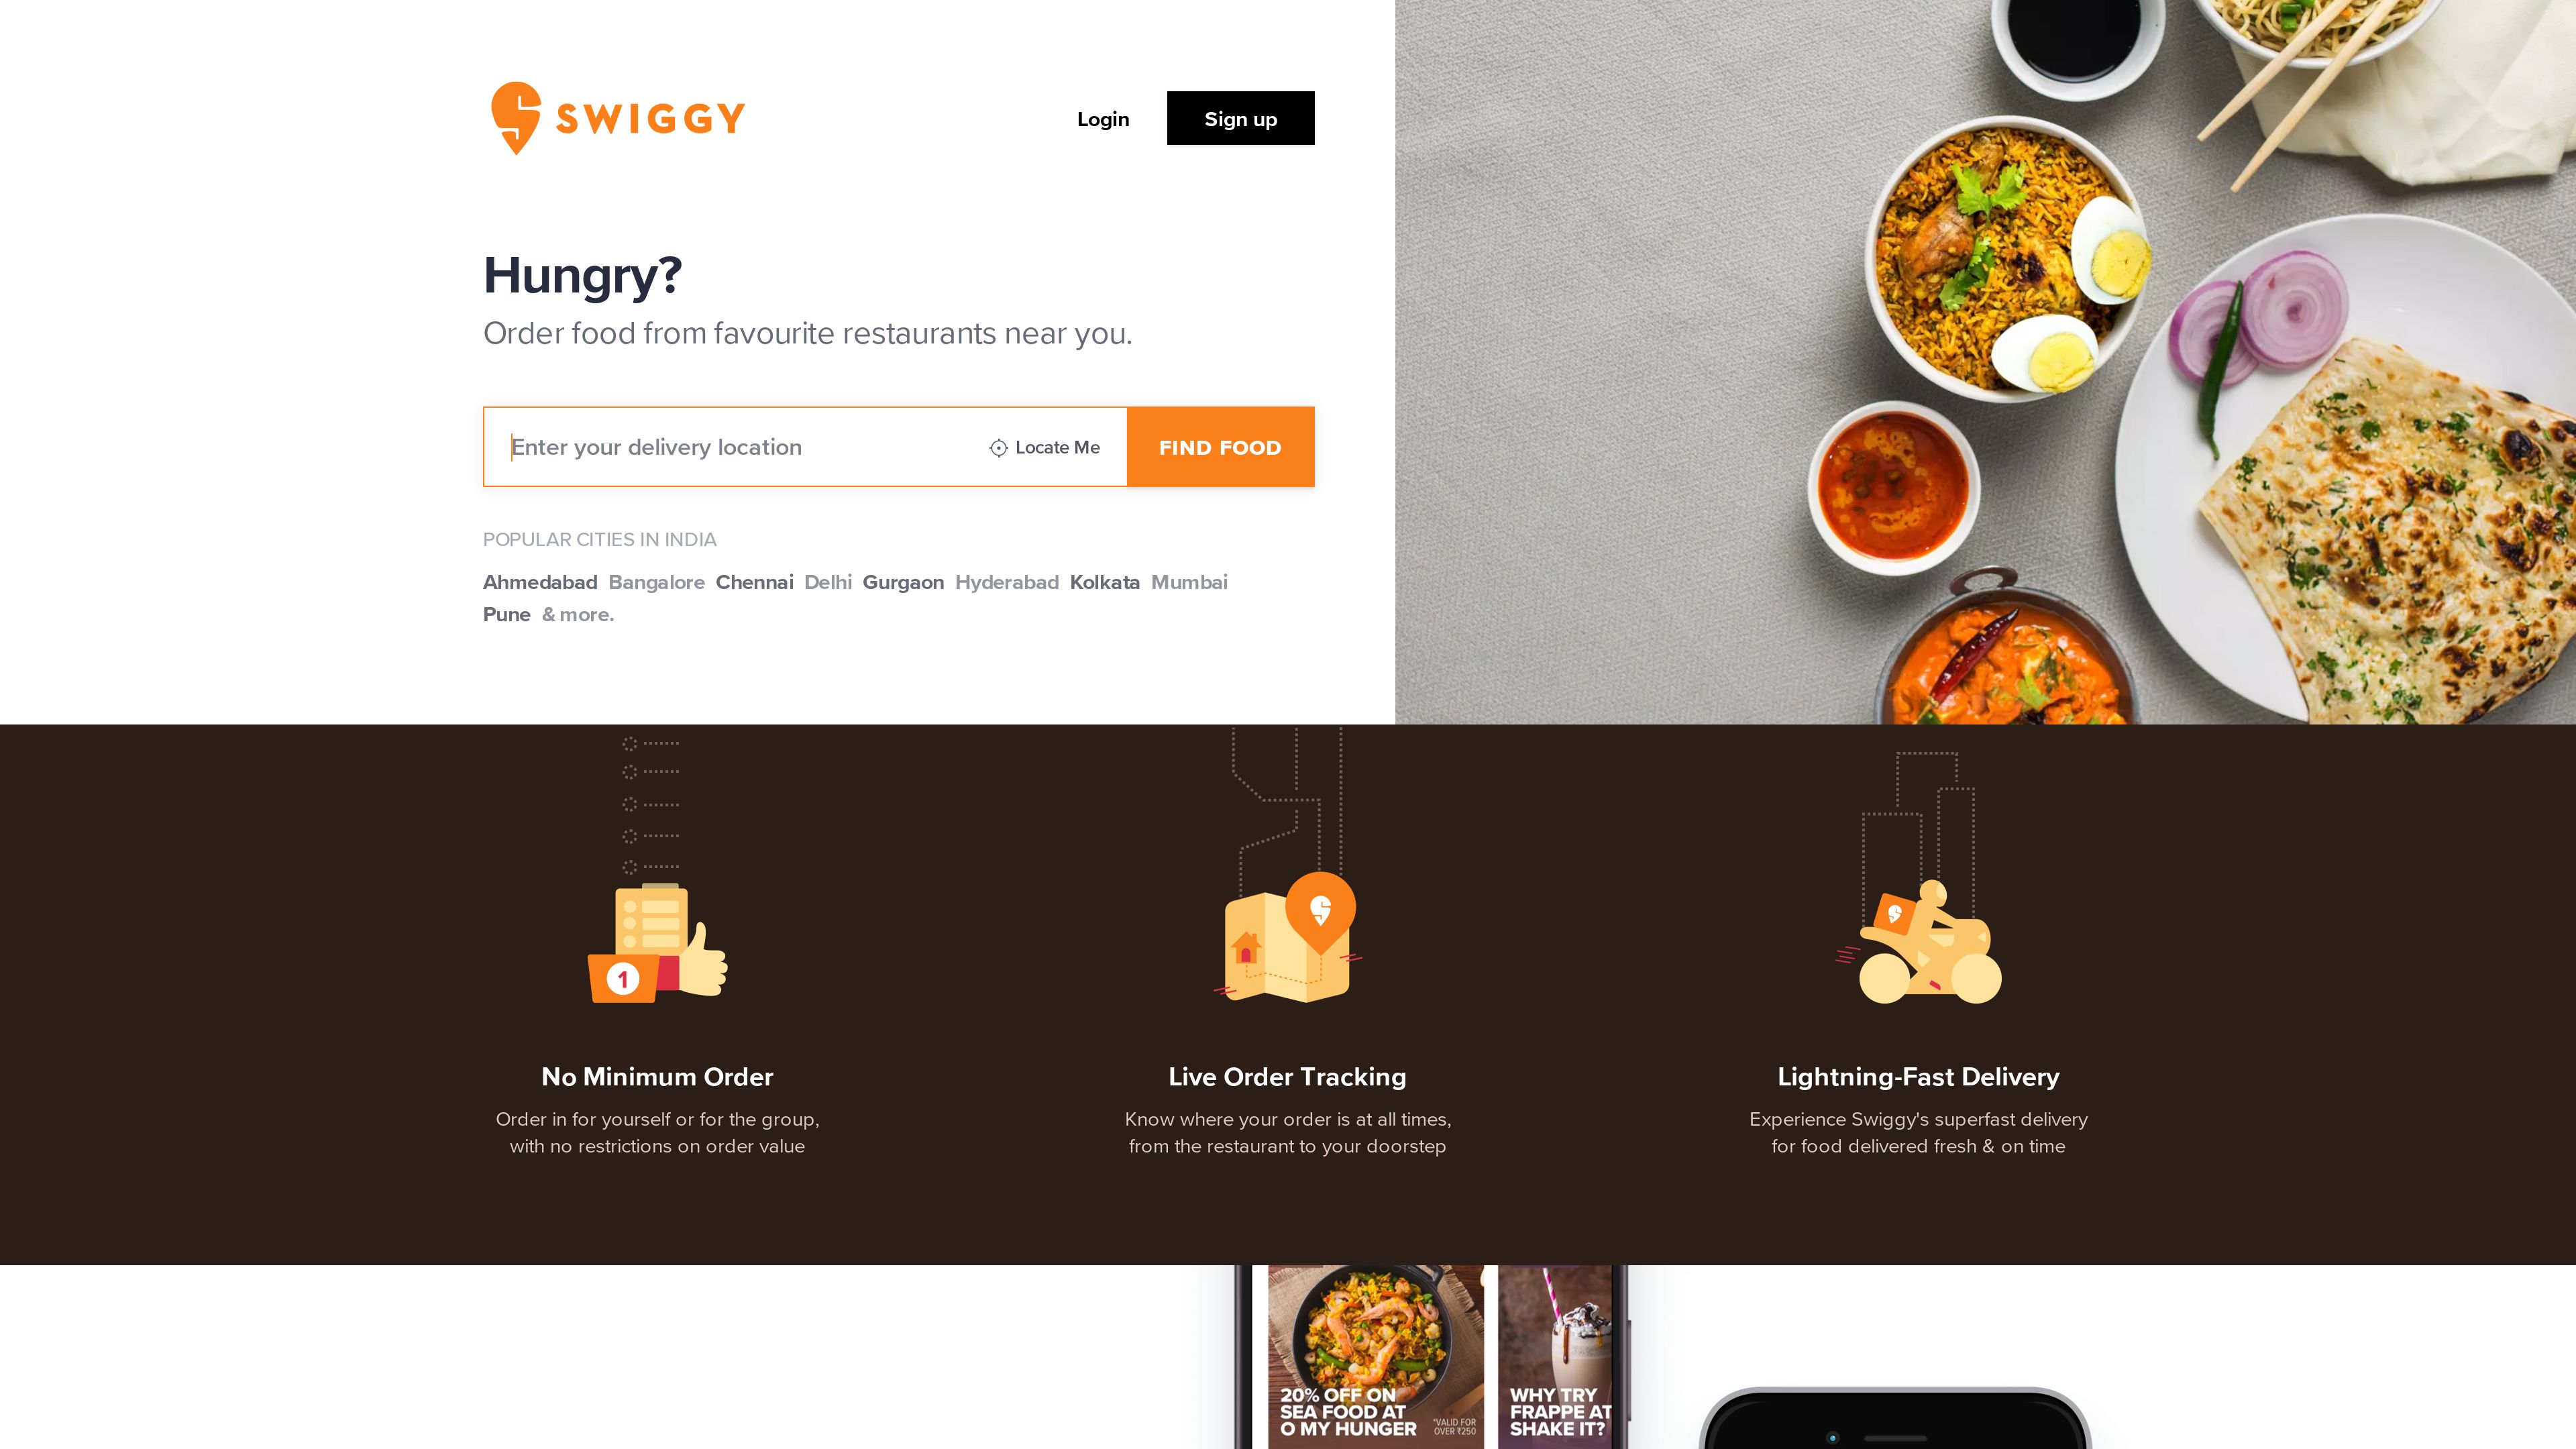 SWIGGY
Login
Sign up
Hungry?
Order food from favourite restaurants near you.
Enter your delivery location
Locate Me
FIND FOOD
POPULAR CITIES IN INDIA
Ahmedabad Bangalore Chennai Delhi Gurgaon Hyderabad Kolkata Mumbai
Pune & more.
1
No Minimum Order
Order in for yourself or for the group,
with no restrictions on order value
Live Order Tracking
Know where your order is at all times,
from the restaurant to your doorstep
Lightning-Fast Delivery
Experience Swiggy's superfast delivery
for food delivered fresh & on time
20% OFF ON
SEA FOOD AT
O MY HUNGER
*VALID FOR
OVER ₹250
WHY TRY
FRAPPE AT
SHAKE IT?